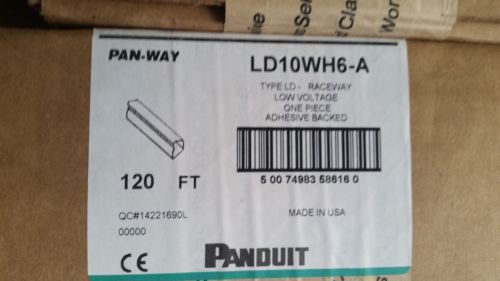 PAN-WAY
LD10WH6-A
TYPE LD - RACEWAY
LOW VOLTAGE
ONE PIECE
ADHESIVE BACKED
5 00 74983 58616 0
120 FT
QC#14221690L
MADE IN USA
00000
CE
PANDUIT